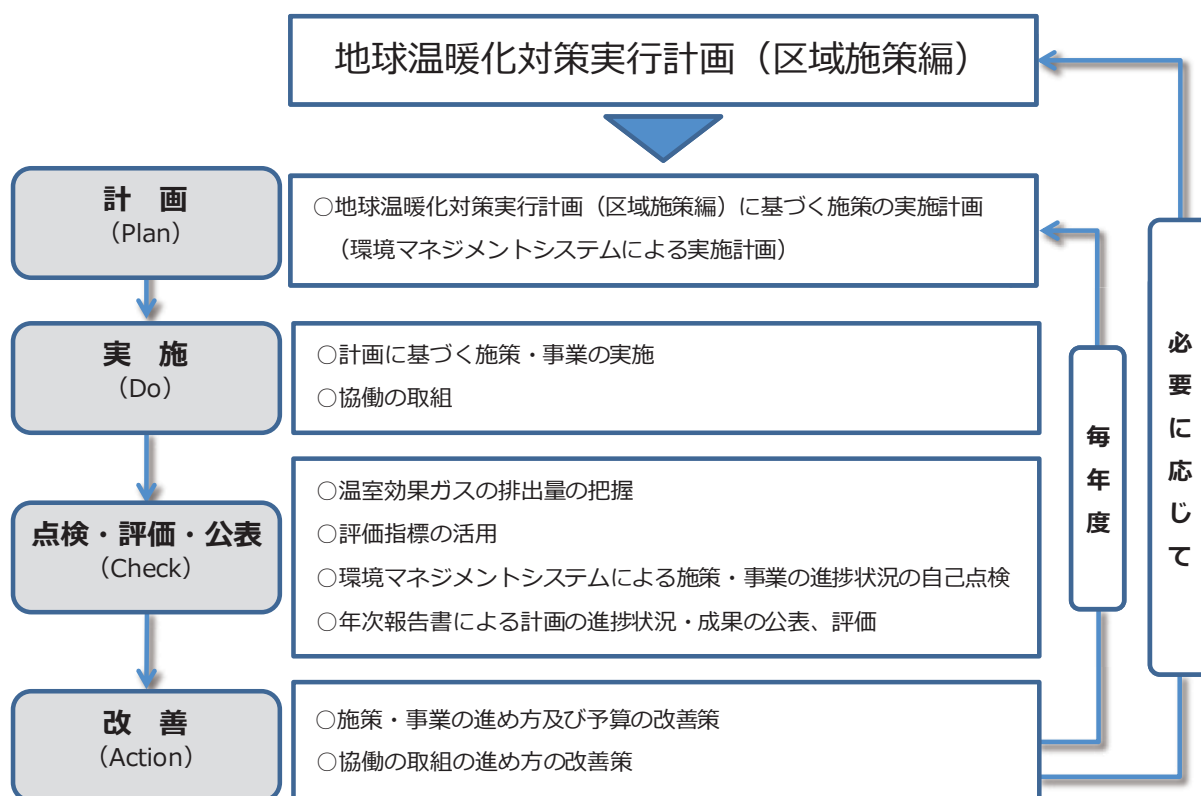 地球温暖化対策実行計画（区域施策編）
計　画
（Plan）
○地球温暖化対策実行計画（区域施策編）に基づく施策の実施計画
（環境マネジメントシステムによる実施計画）
実　施
（Do）
○計画に基づく施策・事業の実施
○協働の取組
点検・評価・公表
（Check）
○温室効果ガスの排出量の把握
○評価指標の活用
○環境マネジメントシステムによる施策・事業の進捗状況の自己点検
○年次報告書による計画の進捗状況・成果の公表、評価
改　善
（Action）
○施策・事業の進め方及び予算の改善策
○協働の取組の進め方の改善策
毎年度
必要に応じて